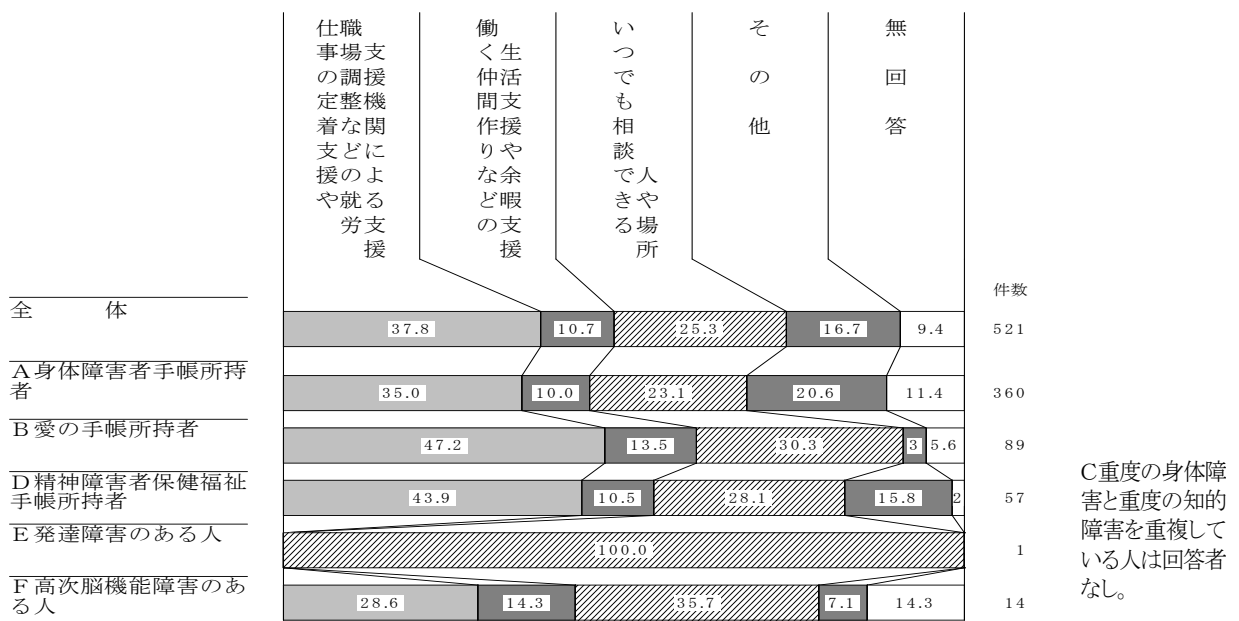 仕事の定着支援や
職場調整などの就労
支援機関による支援
働く仲間作りなどの
生活支援や余暇支援
いつでも相談できる
人や場所
その他
無回答
件数
全　体
37.8 10.7 25.3 16.7 9.4 521
A身体障害者手帳所持
者
35.0 10.0 23.1 20.6 11.4 360
B愛の手帳所持者
47.2 13.5 30.3 3 5.6 89
D精神障害者保健福祉
手帳所持者
43.9 10.5 28.1 15.8 2 57
E発達障害のある人
100.0 1
F高次脳機能障害のあ
る人
28.6 14.3 35.7 7.1 14.3 14
C重度の身体障
害と重度の知的
障害を重複して
いる人は回答者
なし。